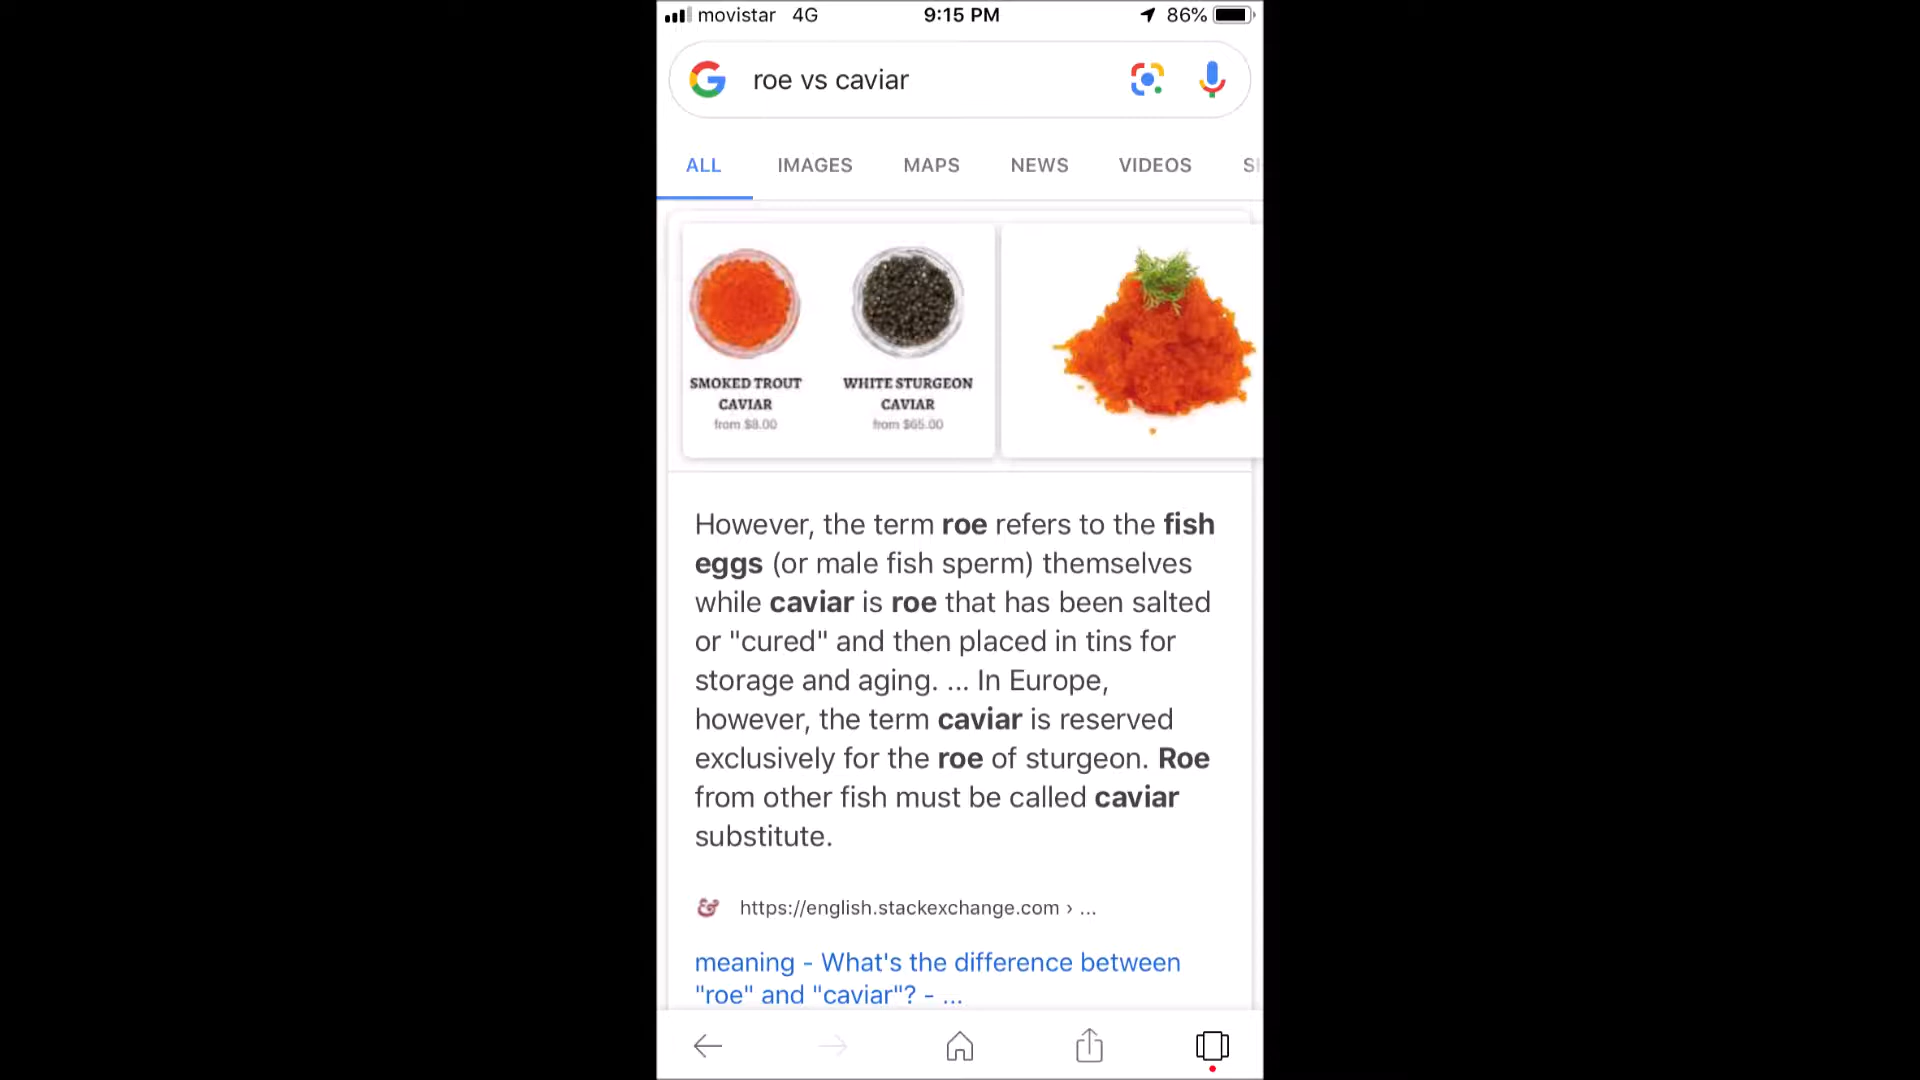 movistar 4G 9:15 PM 86%
roe vs caviar
ALL IMAGES MAPS NEWS VIDEOS
SMOKED TROUT
CAVIAR
from $8.00
WHITE STURGEON
CAVIAR
from $65.00
However, the term roe refers to the fish
eggs (or male fish sperm) themselves
while caviar is roe that has been salted
or "cured" and then placed in tins for
storage and aging. ... In Europe,
however, the term caviar is reserved
exclusively for the roe of sturgeon. Roe
from other fish must be called caviar
substitute.
https://english.stackexchange.com › ...
meaning - What's the difference between
"roe" and "caviar"? - ...